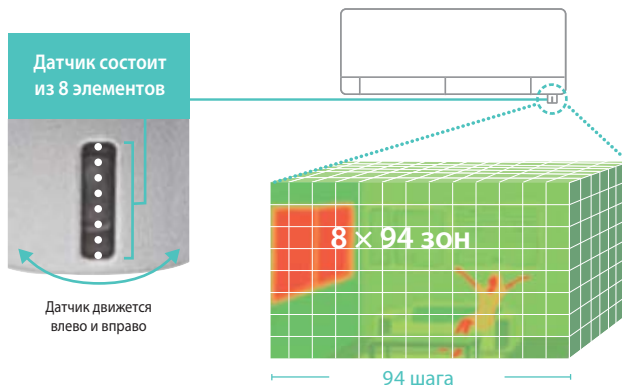 Датчик состоит
из 8 элементов
8 × 94 зон
Датчик движется
влево и вправо
94 шага